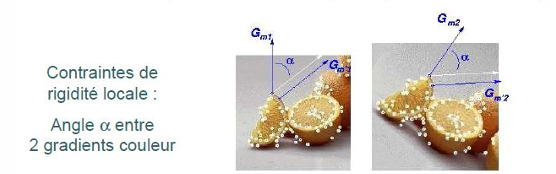 Contraintes de
rigidité locale :
Angle α entre
2 gradients couleur
Gm1
α
Gm'1
Gm2
α
Gm'2